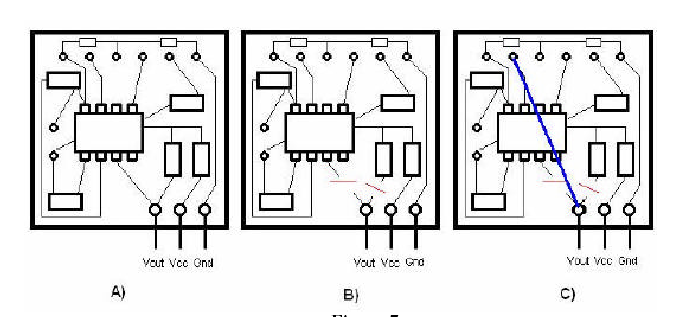 Vout Vcc Gnd
Vout Vcc Gnd
Vout Vcc Gnd
A)
B)
C)